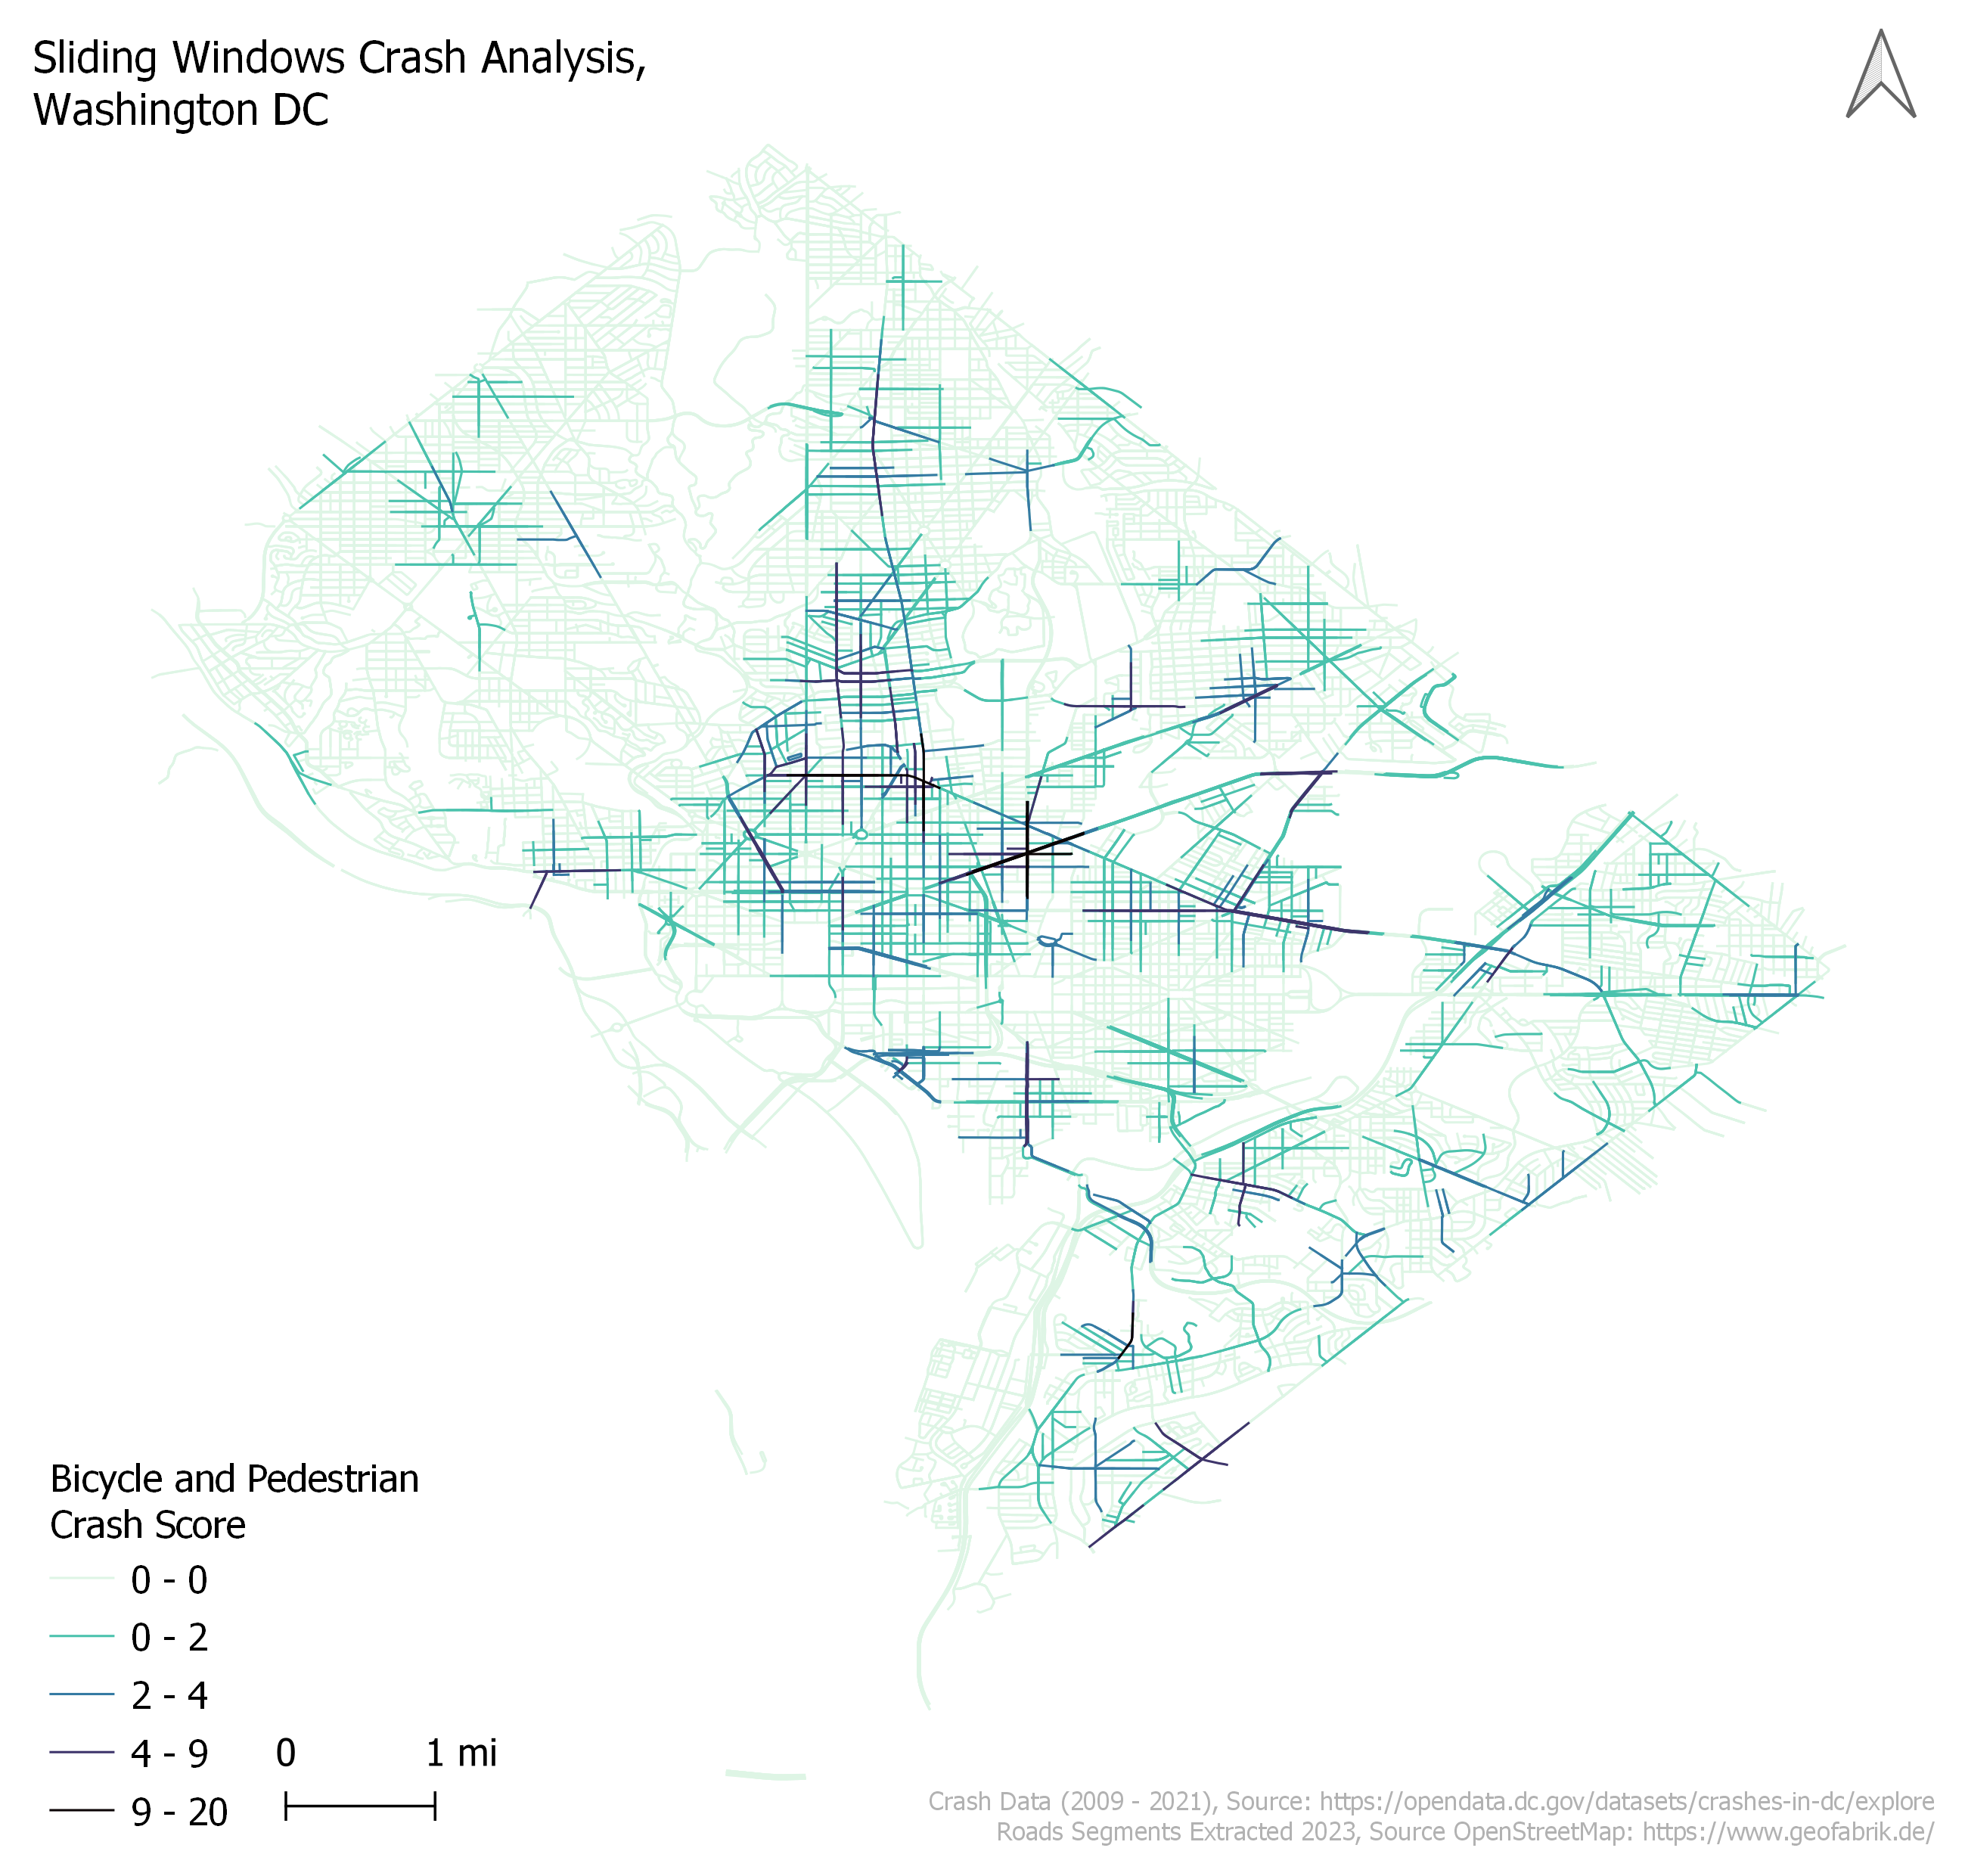 Sliding Windows Crash Analysis,
Washington DC
Bicycle and Pedestrian
Crash Score
0 - 0
0 - 2
2 - 4
4 - 9
9 - 20
0 1 mi
Crash Data (2009 - 2021), Source: https://opendata.dc.gov/datasets/crashes-in-dc/explore
Roads Segments Extracted 2023, Source OpenStreetMap: https://www.geofabrik.de/